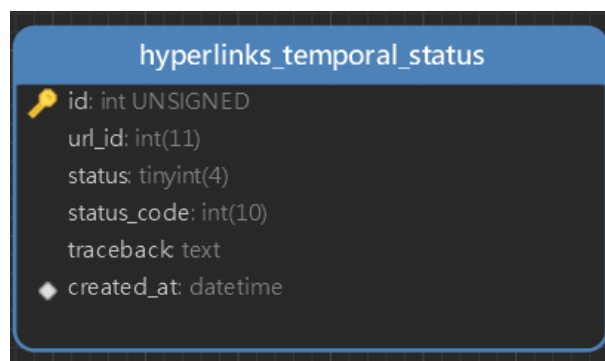 hyperlinks_temporal_status
id: int UNSIGNED
url_id: int(11)
status: tinyint(4)
status_code: int(10)
traceback: text
created_at: datetime